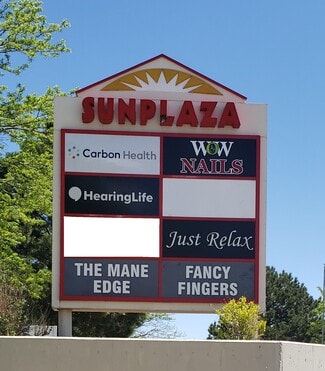 SUNPLAZA
Carbon Health
WOW
NAILS
HearingLife
Just Relax
THE MANE
EDGE
FANCY
FINGERS